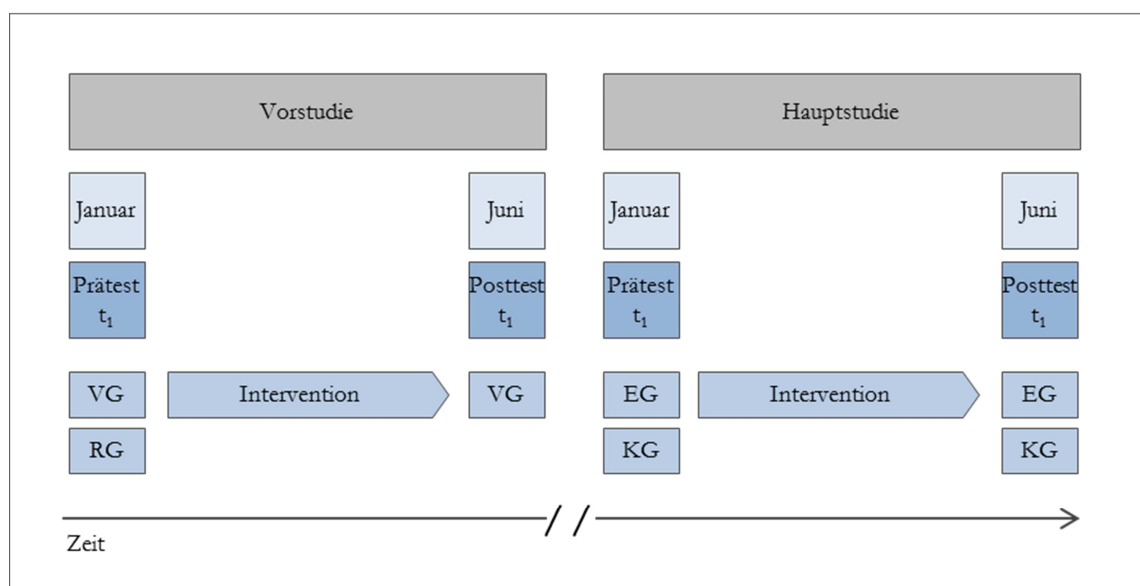 Vorstudie
Hauptstudie
Januar
Juni
Januar
Juni
Prätest
t₁
Posttest
t₁
Prätest
t₁
Posttest
t₁
VG
Intervention
VG
EG
Intervention
EG
RG
KG
KG
Zeit